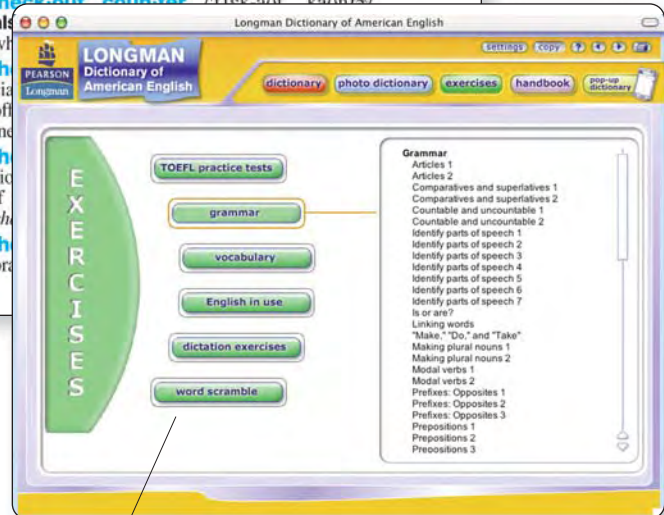 Longman Dictionary of American English
settings copy ?
PEARSON
Longman
LONGMAN
Dictionary of
American English
dictionary photo dictionary exercises handbook pop-up dictionary
EXERCISES
TOEFL practice tests
grammar
vocabulary
English in use
dictation exercises
word scramble
Grammar
Articles 1
Articles 2
Comparatives and superlatives 1
Comparatives and superlatives 2
Countable and uncountable 1
Countable and uncountable 2
Identify parts of speech 1
Identify parts of speech 2
Identify parts of speech 3
Identify parts of speech 4
Identify parts of speech 5
Identify parts of speech 6
Identify parts of speech 7
Is or are?
Linking words
"Make," "Do," and "Take"
Making plural nouns 1
Making plural nouns 2
Modal verbs 1
Modal verbs 2
Prefixes: Opposites 1
Prefixes: Opposites 2
Prefixes: Opposites 3
Prepositions 1
Prepositions 2
Prepositions 3